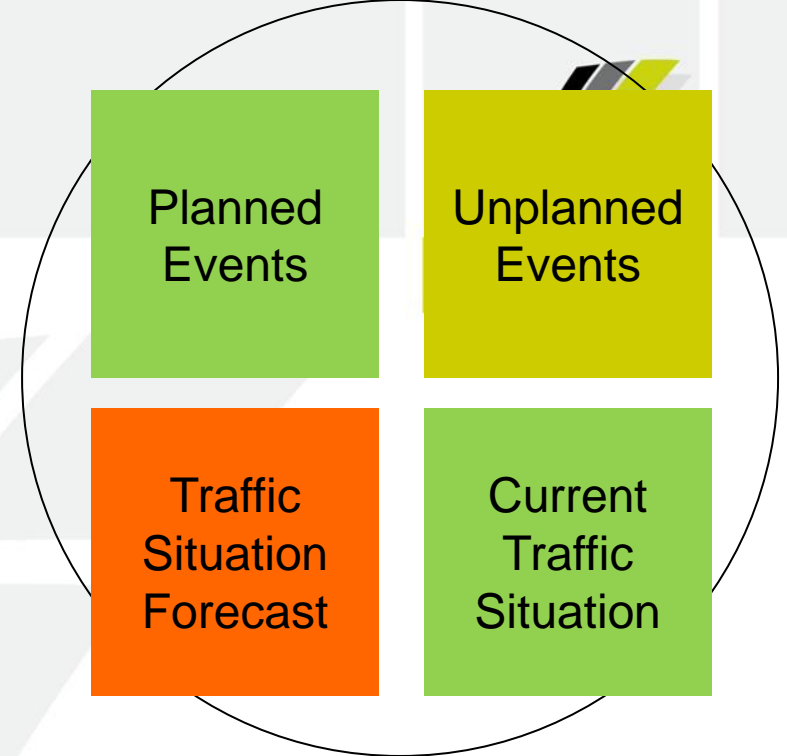 Planned
Events
Unplanned
Events
Traffic
Situation
Forecast
Current
Traffic
Situation